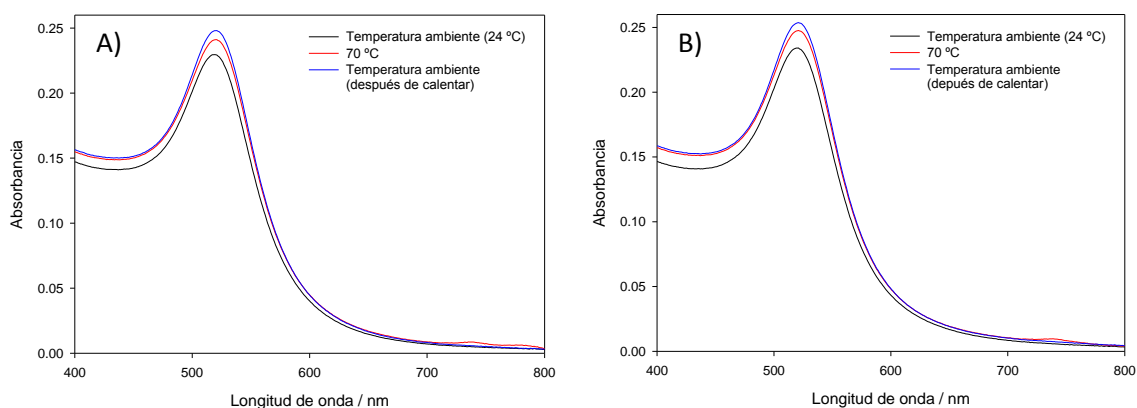 A)
Temperatura ambiente (24 ºC)
70 ºC
Temperatura ambiente
(después de calentar)
0.25
0.20
0.15
0.10
0.05
0.00
Absorbancia
400
500
600
700
800
Longitud de onda / nm
B)
Temperatura ambiente (24 ºC)
70 ºC
Temperatura ambiente
(depués de calentar)
0.25
0.20
0.15
0.10
0.05
0.00
Absorbancia
400
500
600
700
800
Longitud de onda / nm